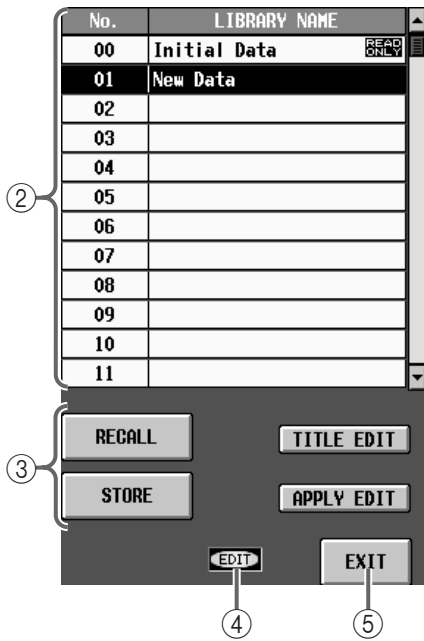 No. LIBRARY NAME
00 Initial Data READ ONLY
01 New Data
02
03
04
② 05
06
07
08
09
10
11
RECALL TITLE EDIT
③
STORE APPLY EDIT
EDIT EXIT
④ ⑤